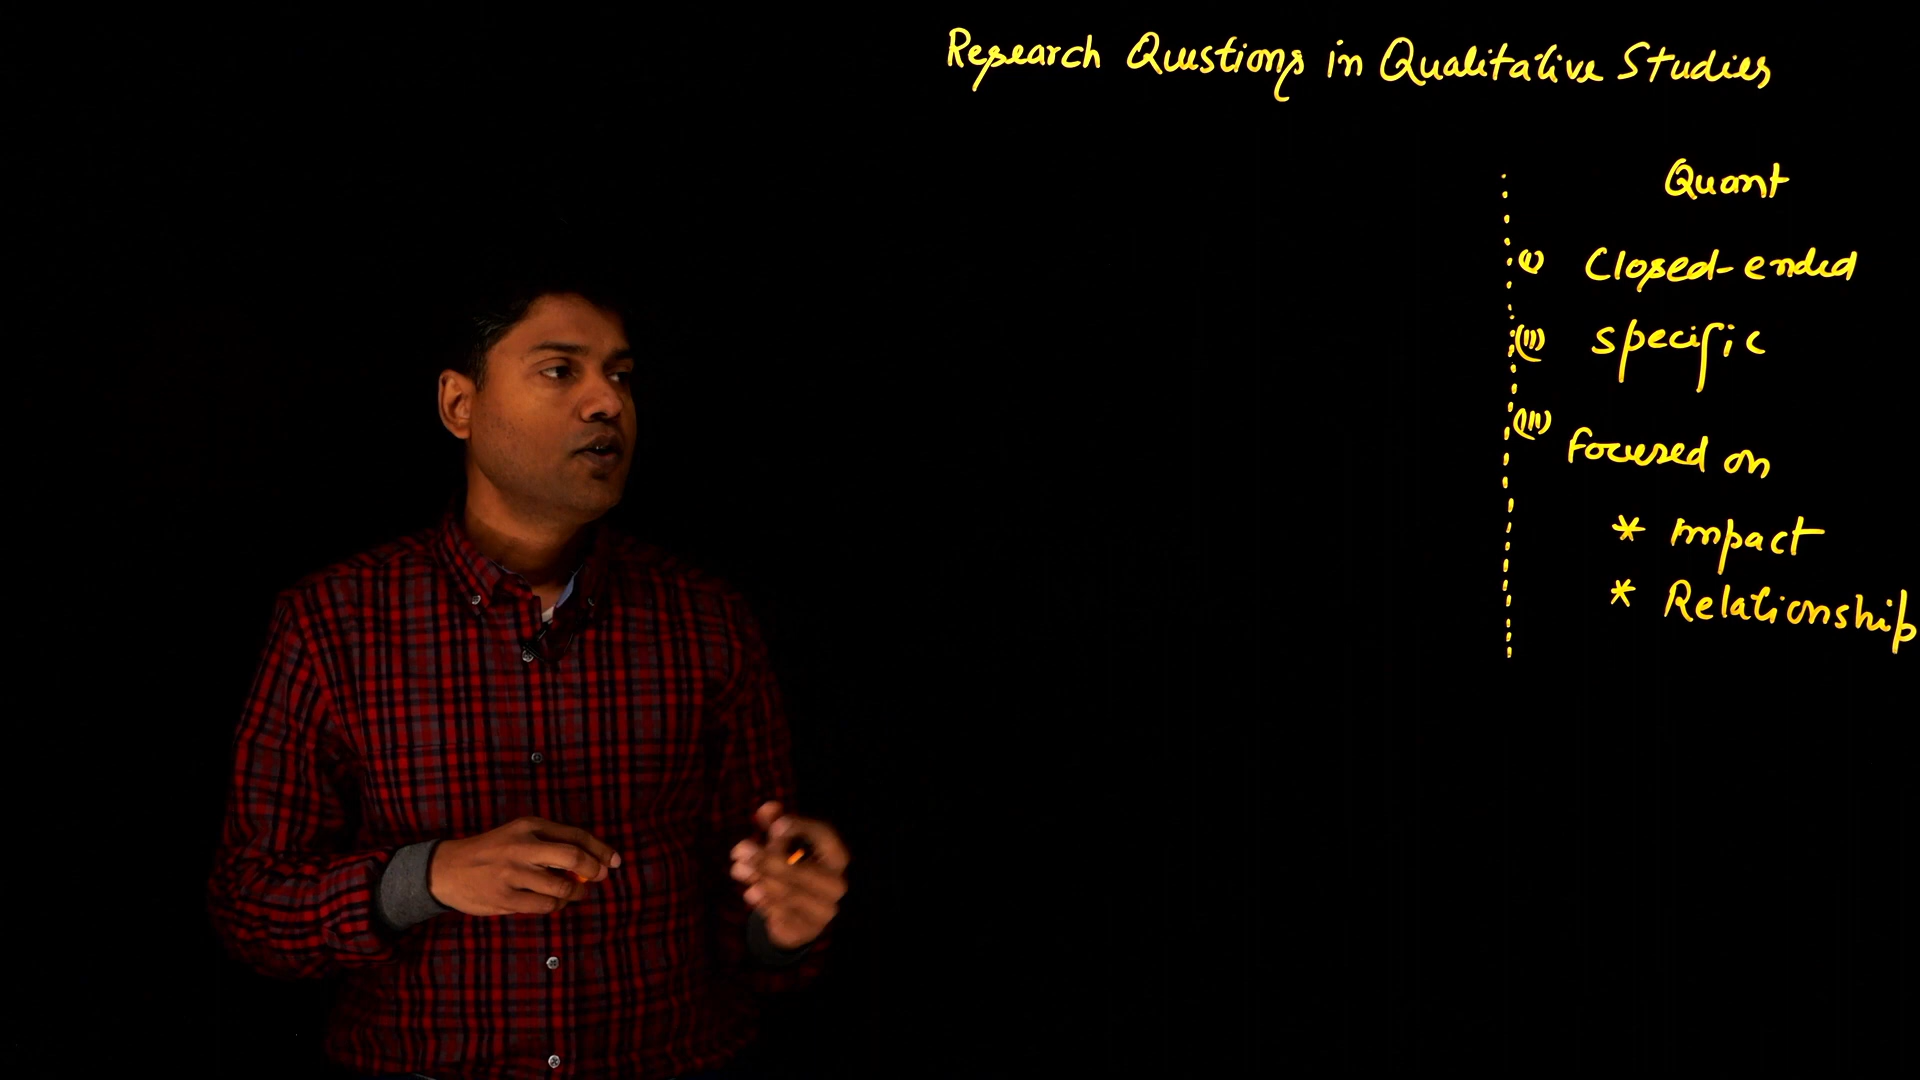 Research Questions in Qualitative Studies
Quant
(i) Closed-ended
(ii) Specific
(iii) Focused on
* Impact
* Relationship